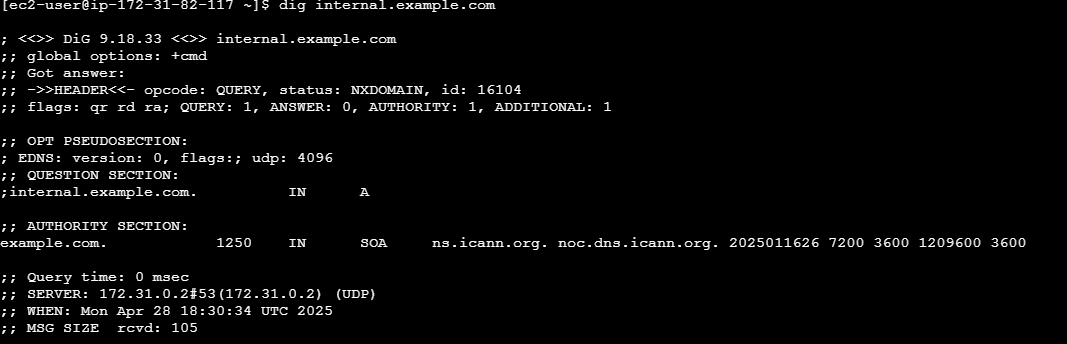 [ec2-user@ip-172-31-82-117 ~]$ dig internal.example.com
; <<>> DiG 9.18.33 <<>> internal.example.com
;; global options: +cmd
;; Got answer:
;; ->>HEADER<<- opcode: QUERY, status: NXDOMAIN, id: 16104
;; flags: qr rd ra; QUERY: 1, ANSWER: 0, AUTHORITY: 1, ADDITIONAL: 1
;; OPT PSEUDOSECTION:
; EDNS: version: 0, flags:; udp: 4096
;; QUESTION SECTION:
;internal.example.com. IN A
;; AUTHORITY SECTION:
example.com. 1250 IN SOA ns.icann.org. noc.dns.icann.org. 2025011626 7200 3600 1209600 3600
;; Query time: 0 msec
;; SERVER: 172.31.0.2#53(172.31.0.2) (UDP)
;; WHEN: Mon Apr 28 18:30:34 UTC 2025
;; MSG SIZE rcvd: 105